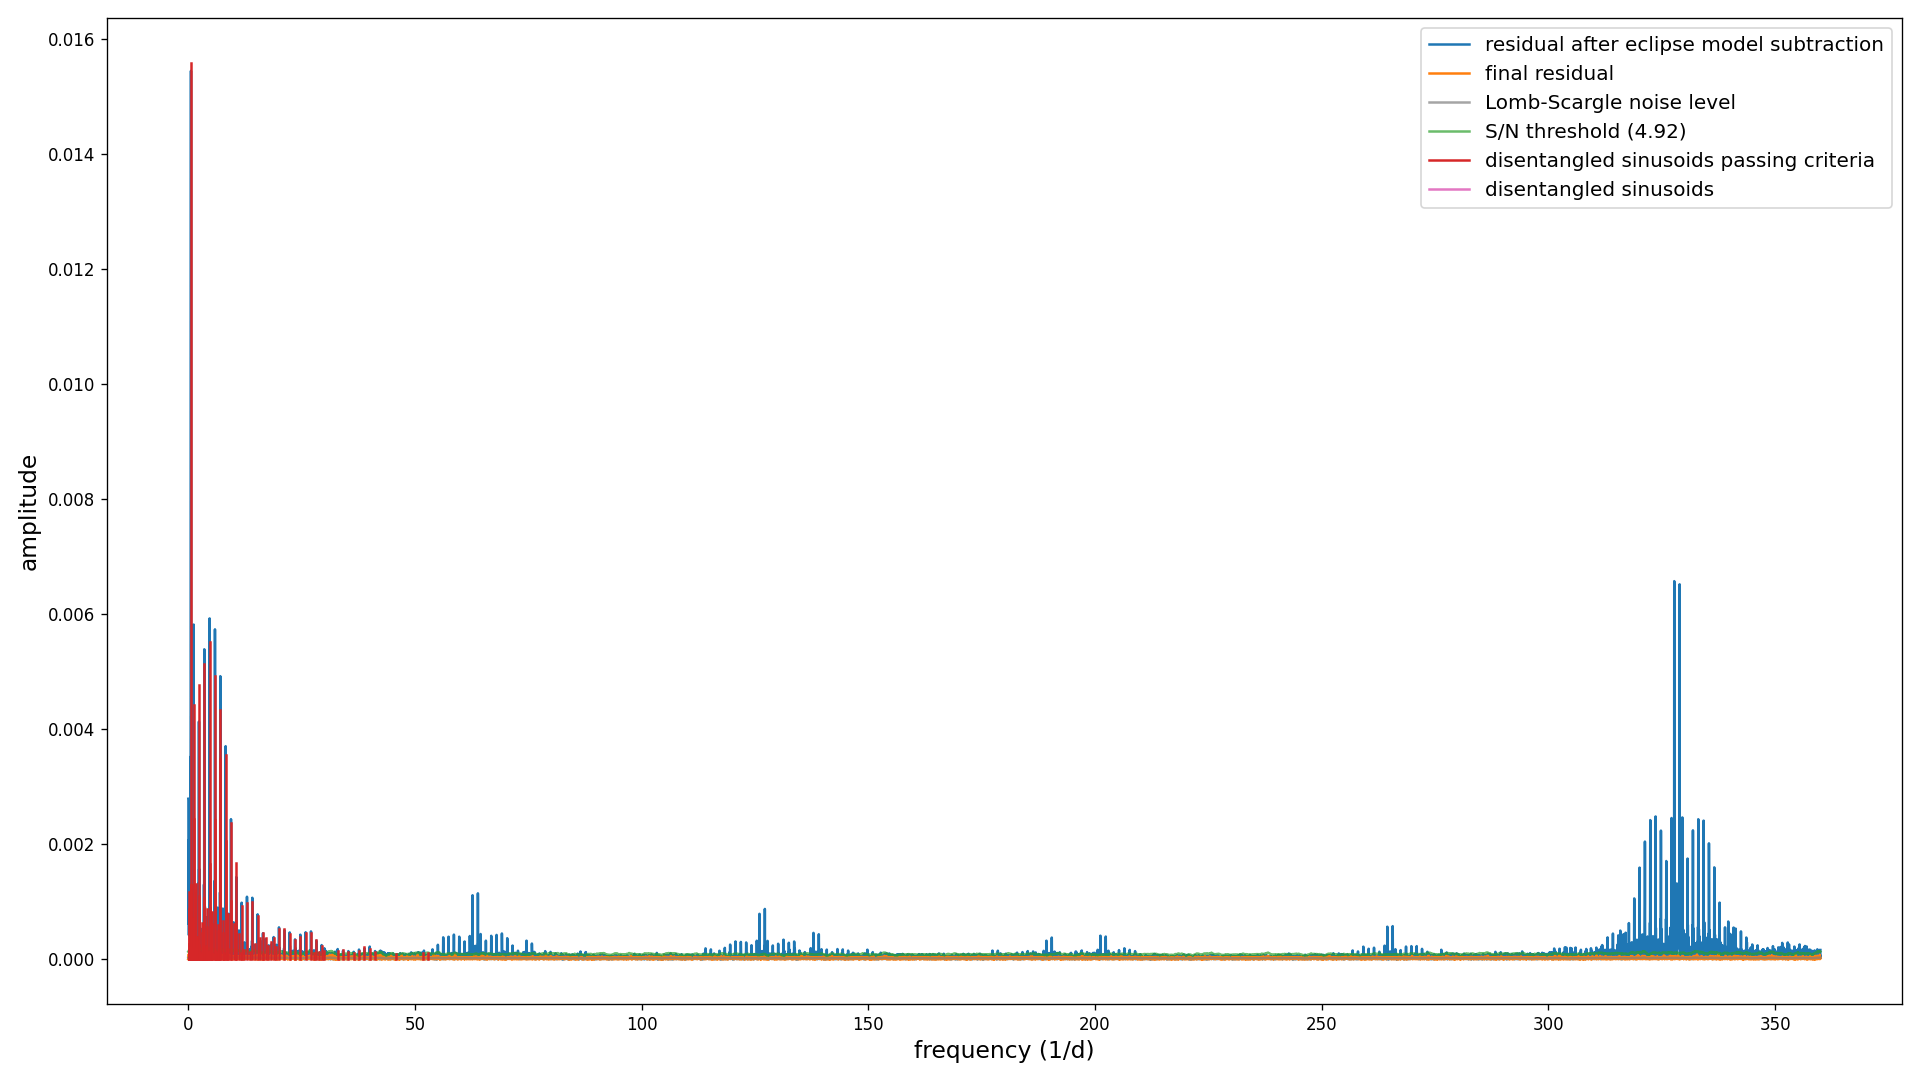 0.016
0.014
0.012
0.010
0.008
0.006
0.004
0.002
0.000
amplitude
residual after eclipse model subtraction
final residual
Lomb-Scargle noise level
S/N threshold (4.92)
disentangled sinusoids passing criteria
disentangled sinusoids
0 50 100 150 200 250 300 350
frequency (1/d)